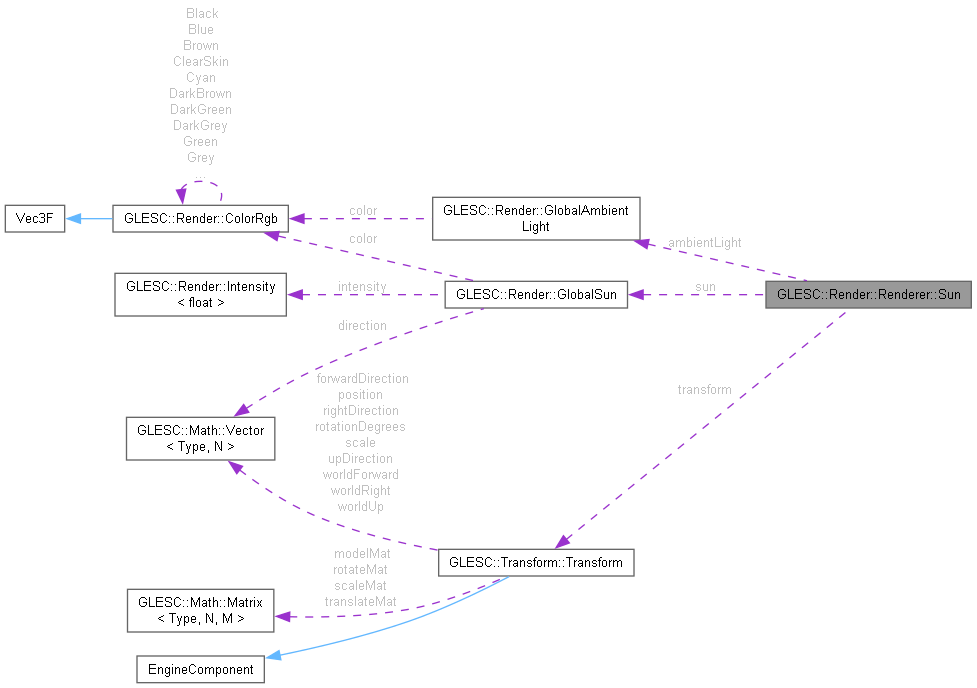 Black
Blue
Brown
ClearSkin
Cyan
DarkBrown
DarkGreen
DarkGrey
Green
Grey
...
Vec3F
GLESC::Render::ColorRgb
color
GLESC::Render::GlobalAmbient
Light
color
ambientLight
GLESC::Render::Intensity
< float >
intensity
GLESC::Render::GlobalSun
sun
GLESC::Render::Renderer::Sun
direction
forwardDirection
position
rightDirection
rotationDegrees
scale
upDirection
worldForward
worldRight
worldUp
transform
GLESC::Math::Vector
< Type, N >
modelMat
rotateMat
scaleMat
translateMat
GLESC::Transform::Transform
GLESC::Math::Matrix
< Type, N, M >
EngineComponent